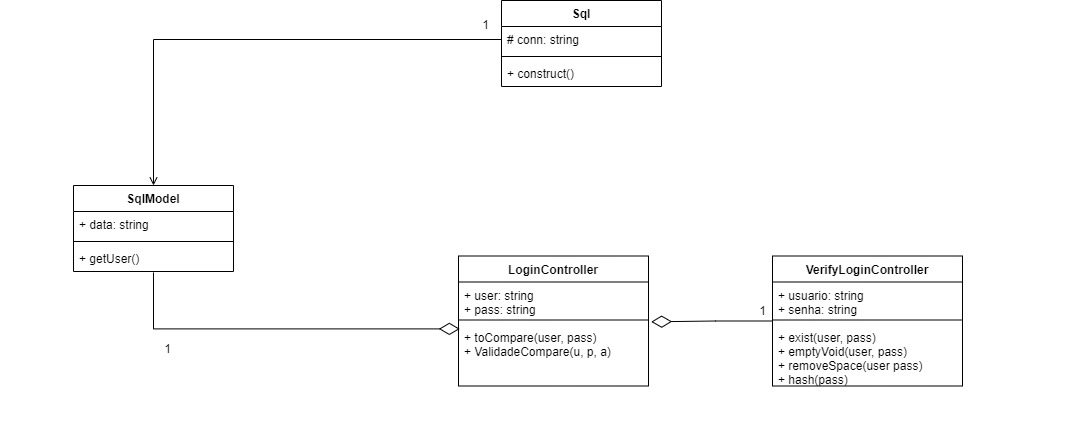 Sql
1
# conn: string
+ construct()
SqlModel
+ data: string
+ getUser()
1
LoginController
+ user: string
+ pass: string
+ toCompare(user, pass)
+ ValidadeCompare(u, p, a)
1
VerifyLoginController
+ usuario: string
+ senha: string
+ exist(user, pass)
+ emptyVoid(user, pass)
+ removeSpace(user pass)
+ hash(pass)